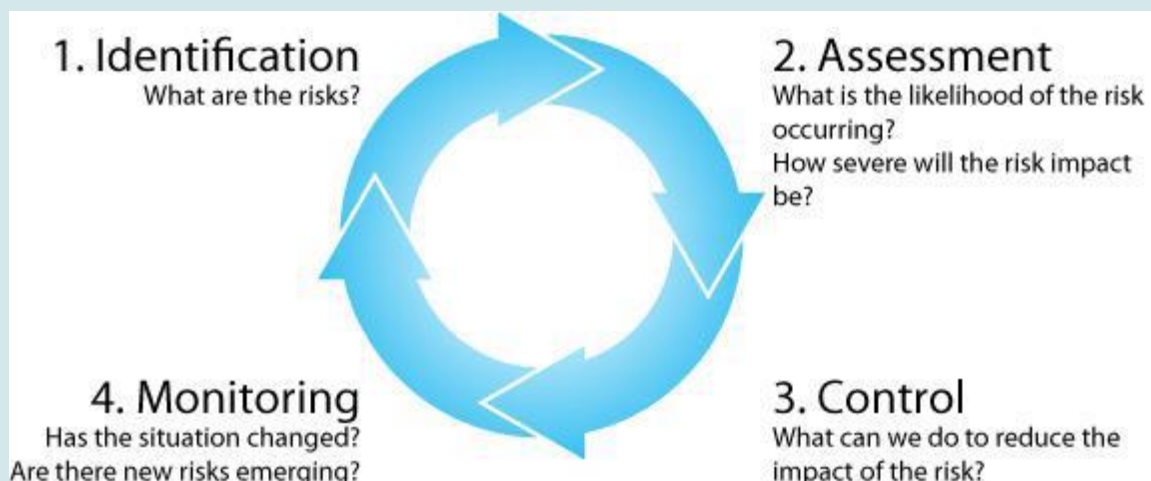 1. Identification
What are the risks?
2. Assessment
What is the likelihood of the risk
occurring?
How severe will the risk impact
be?
3. Control
What can we do to reduce the
impact of the risk?
4. Monitoring
Has the situation changed?
Are there new risks emerging?